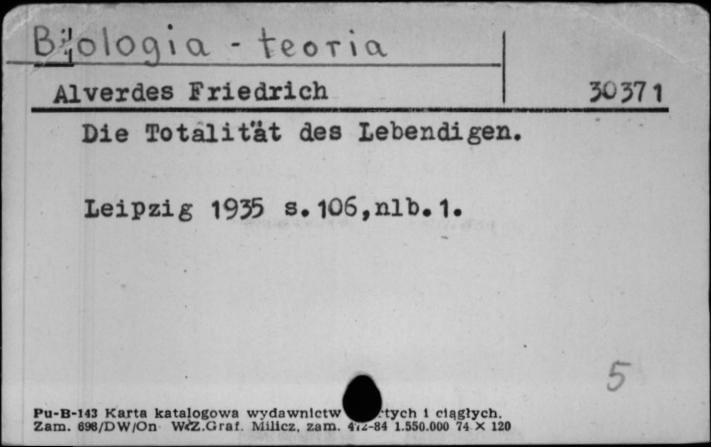 Biologia - teoria
Alverdes Friedrich 30371
Die Totalität des Lebendigen.
Leipzig 1935 s.106,nlb.1.
5
Pu-B-143 Karta katalogowa wydawnictw i ciągłych.
Zam. 698/DW/On WZ.Graf. Milicz, zam. 1.550.000 74 × 120